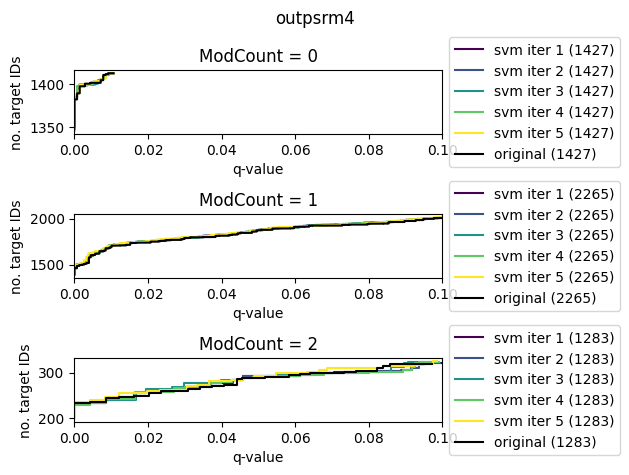 outpsrm4
ModCount = 0
no. target IDs
1400
1350
0.00 0.02 0.04 0.06 0.08 0.10
q-value
svm iter 1 (1427)
svm iter 2 (1427)
svm iter 3 (1427)
svm iter 4 (1427)
svm iter 5 (1427)
original (1427)
ModCount = 1
no. target IDs
2000
1500
0.00 0.02 0.04 0.06 0.08 0.10
q-value
svm iter 1 (2265)
svm iter 2 (2265)
svm iter 3 (2265)
svm iter 4 (2265)
svm iter 5 (2265)
original (2265)
ModCount = 2
no. target IDs
300
200
0.00 0.02 0.04 0.06 0.08 0.10
q-value
svm iter 1 (1283)
svm iter 2 (1283)
svm iter 3 (1283)
svm iter 4 (1283)
svm iter 5 (1283)
original (1283)